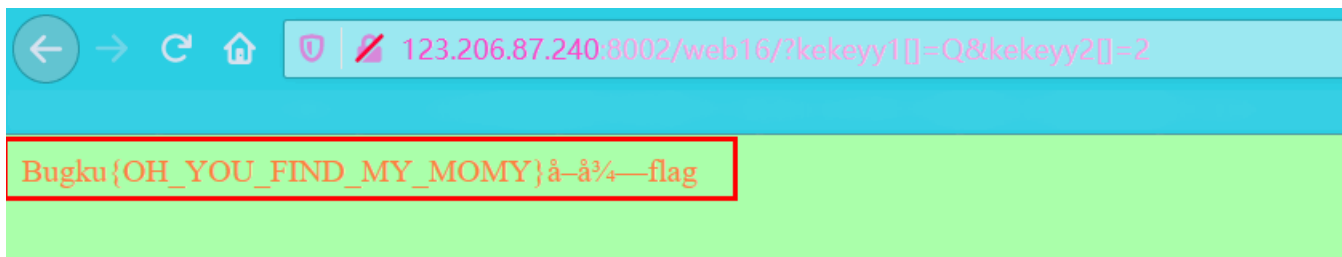 123.206.87.240:8002/web16/?kekeyy1[]=Q&kekeyy2[]=2
Bugku{OH_YOU_FIND_MY_MOMY}å–å¾—flag